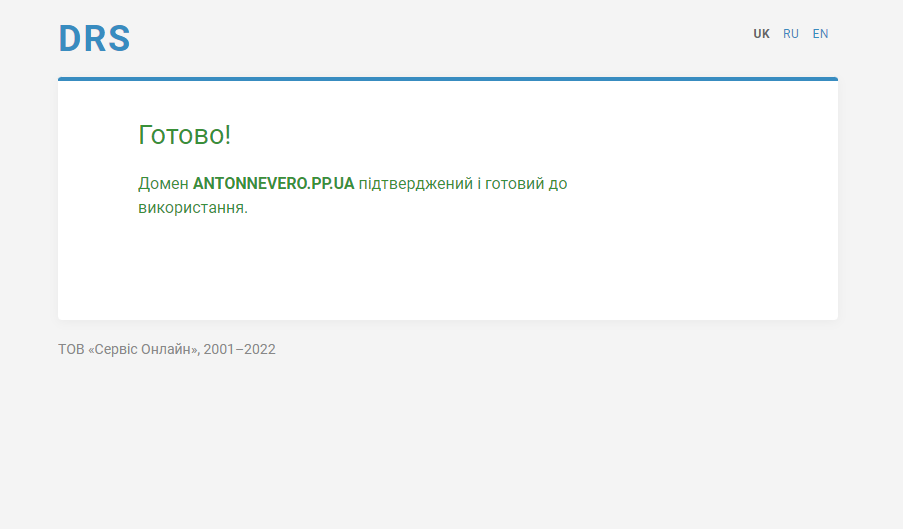 DRS
UK RU EN
Готово!
Домен ANTONNEVERO.PP.UA підтверджений і готовий до
використання.
ТОВ «Сервіс Онлайн», 2001–2022